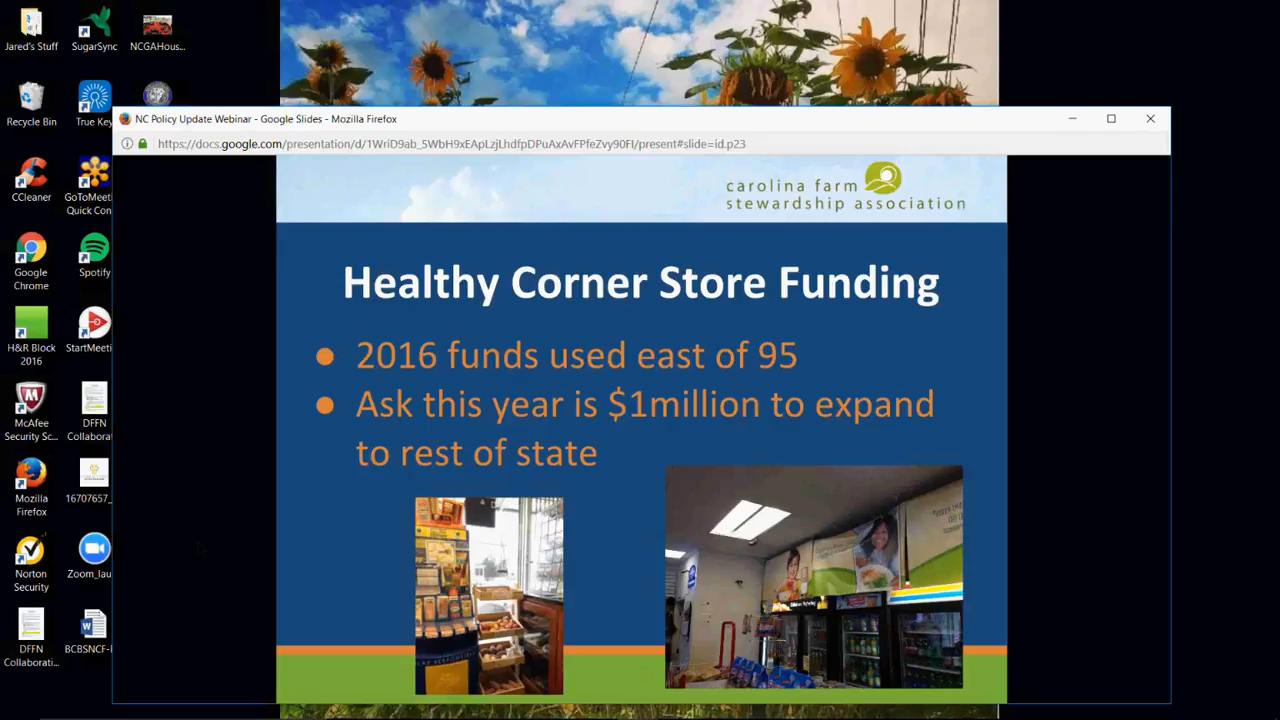 Jared's Stuff
SugarSync
NCGAHous...
Recycle Bin
True Key
NC Policy Update Webinar - Google Slides - Mozilla Firefox
https://docs.google.com/presentation/d/1WriD9ab_5WbH9xEApLzjLhdfpDPuAxAvFPfeZvy90FI/present#slide=id.p23
CCleaner
GoToMeeti
Quick Con
carolina farm
stewardship association
Google
Chrome
Spotify
Healthy Corner Store Funding
H&R Block
2016
StartMeeti
● 2016 funds used east of 95
● Ask this year is $1million to expand
to rest of state
McAfee
Security Sc...
DFFN
Collaborat
Mozilla
Firefox
16707657_
Norton
Security
Zoom_lau
DFFN
Collaborati...
BCBSNCF-I